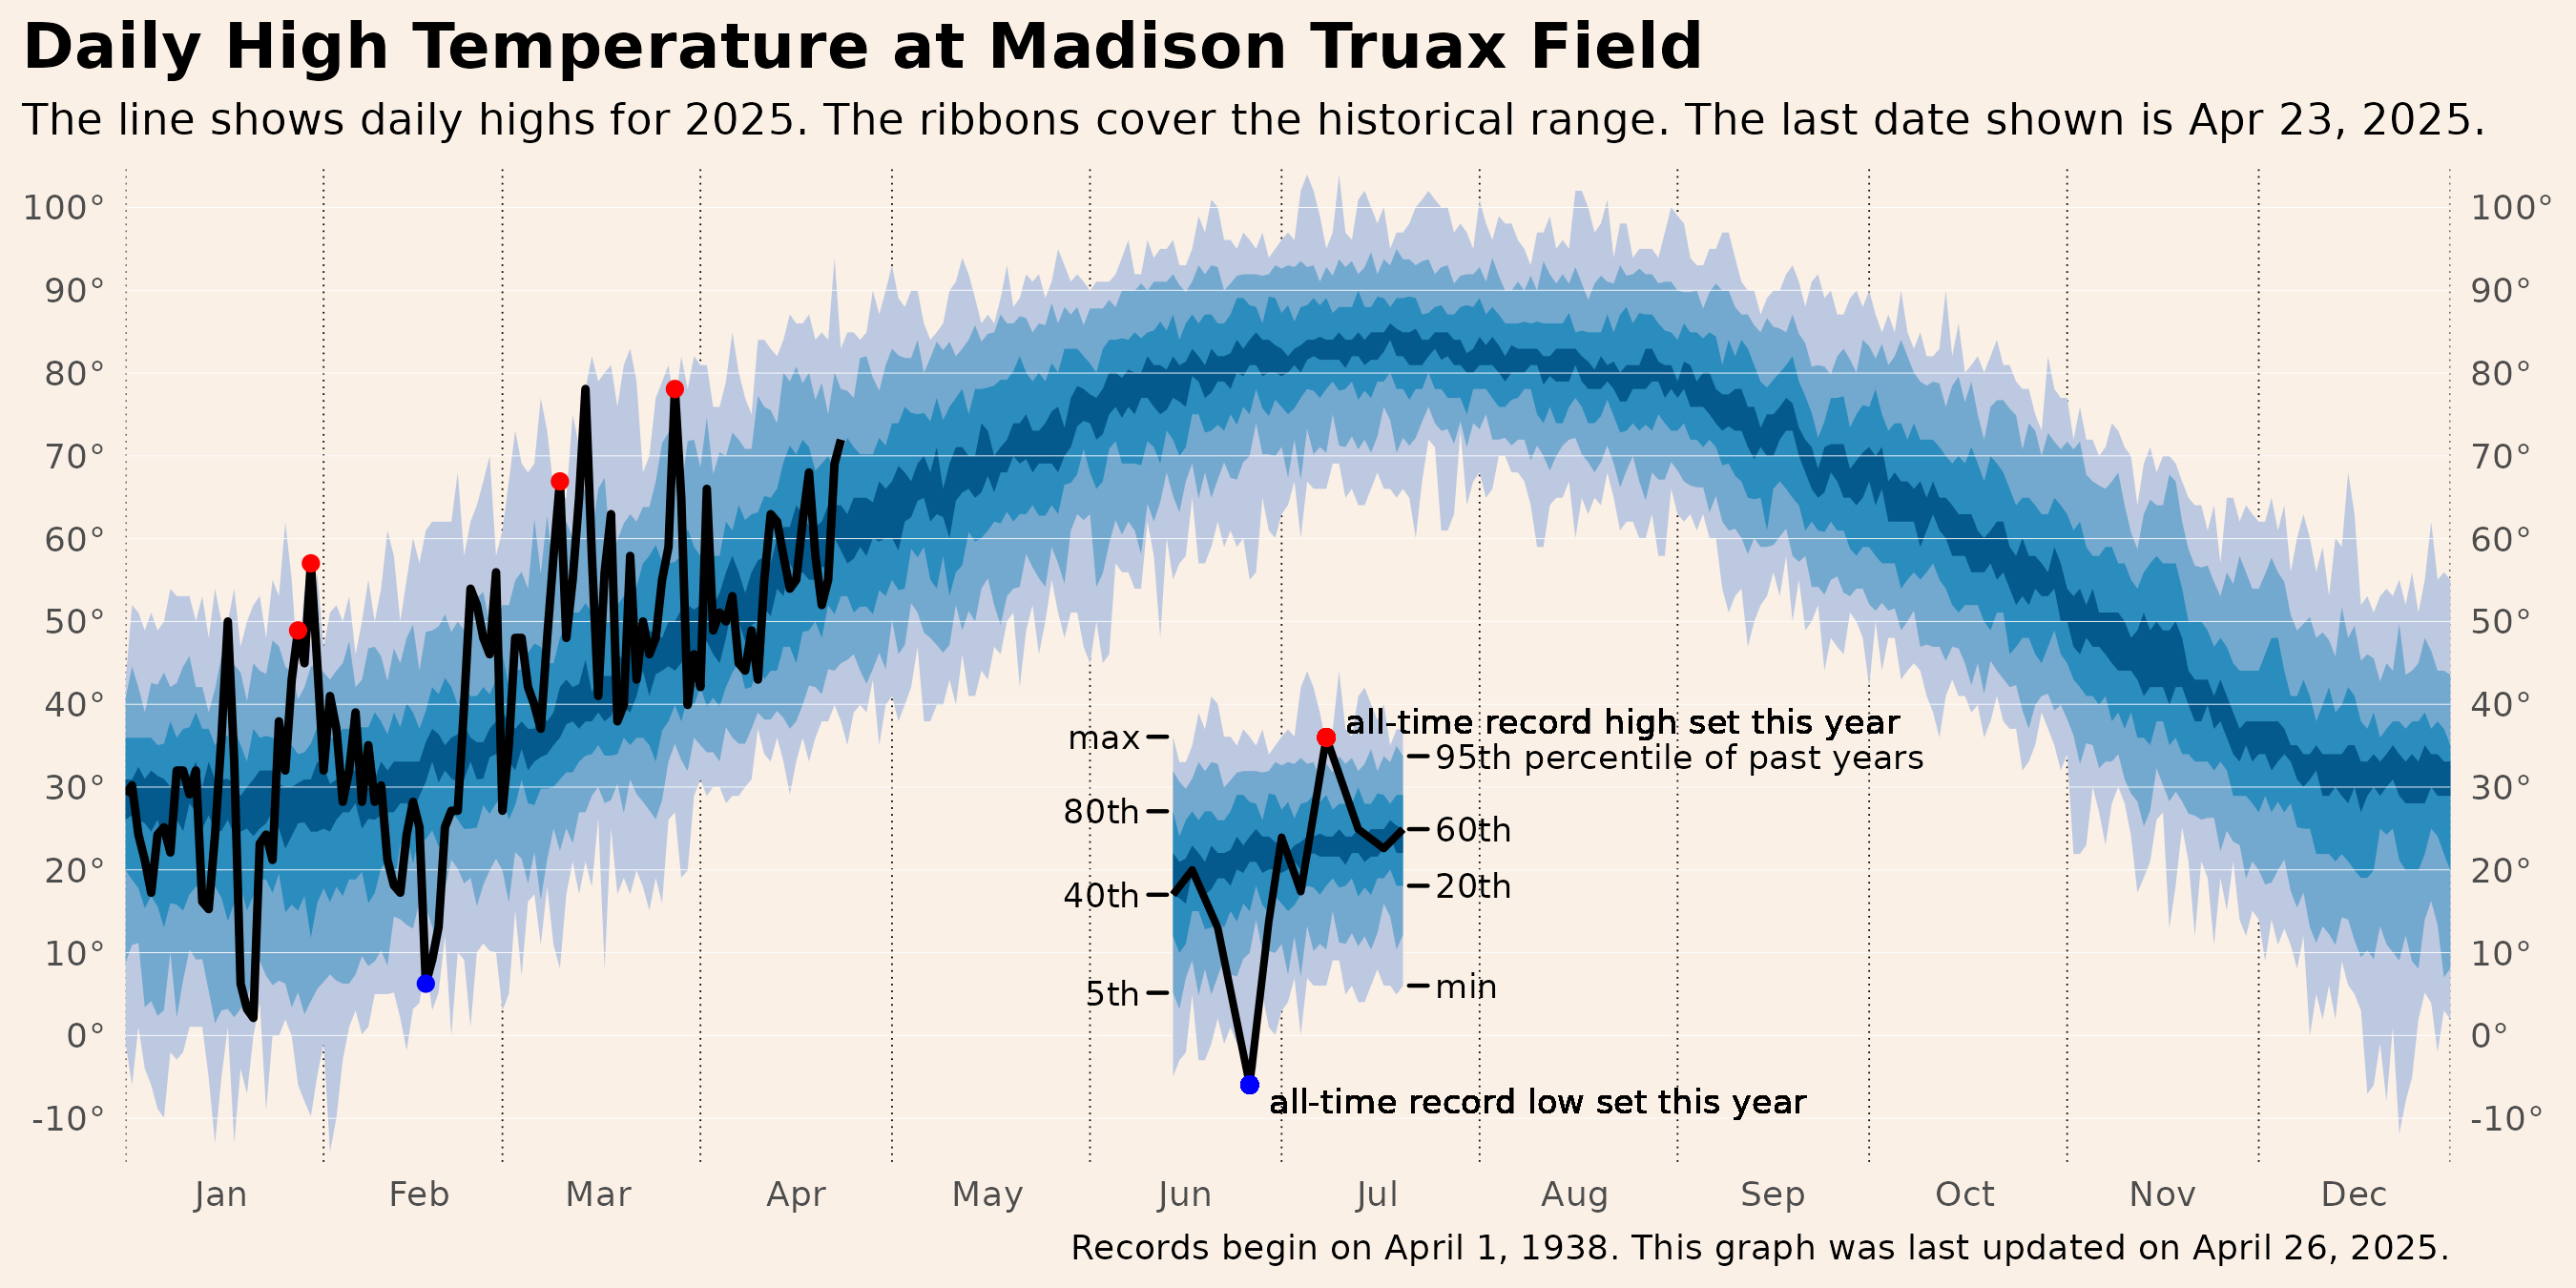 Daily High Temperature at Madison Truax Field
The line shows daily highs for 2025. The ribbons cover the historical range. The last date shown is Apr 23, 2025.
100° 100°
90° 90°
80° 80°
70° 70°
60° 60°
50° 50°
40° 40°
30° 30°
20° 20°
10° 10°
0° 0°
-10° -10°
all-time record high set this year
max
95th percentile of past years
80th
60th
20th
40th
min
5th
all-time record low set this year
Jan Feb Mar Apr May Jun Jul Aug Sep Oct Nov Dec
Records begin on April 1, 1938. This graph was last updated on April 26, 2025.